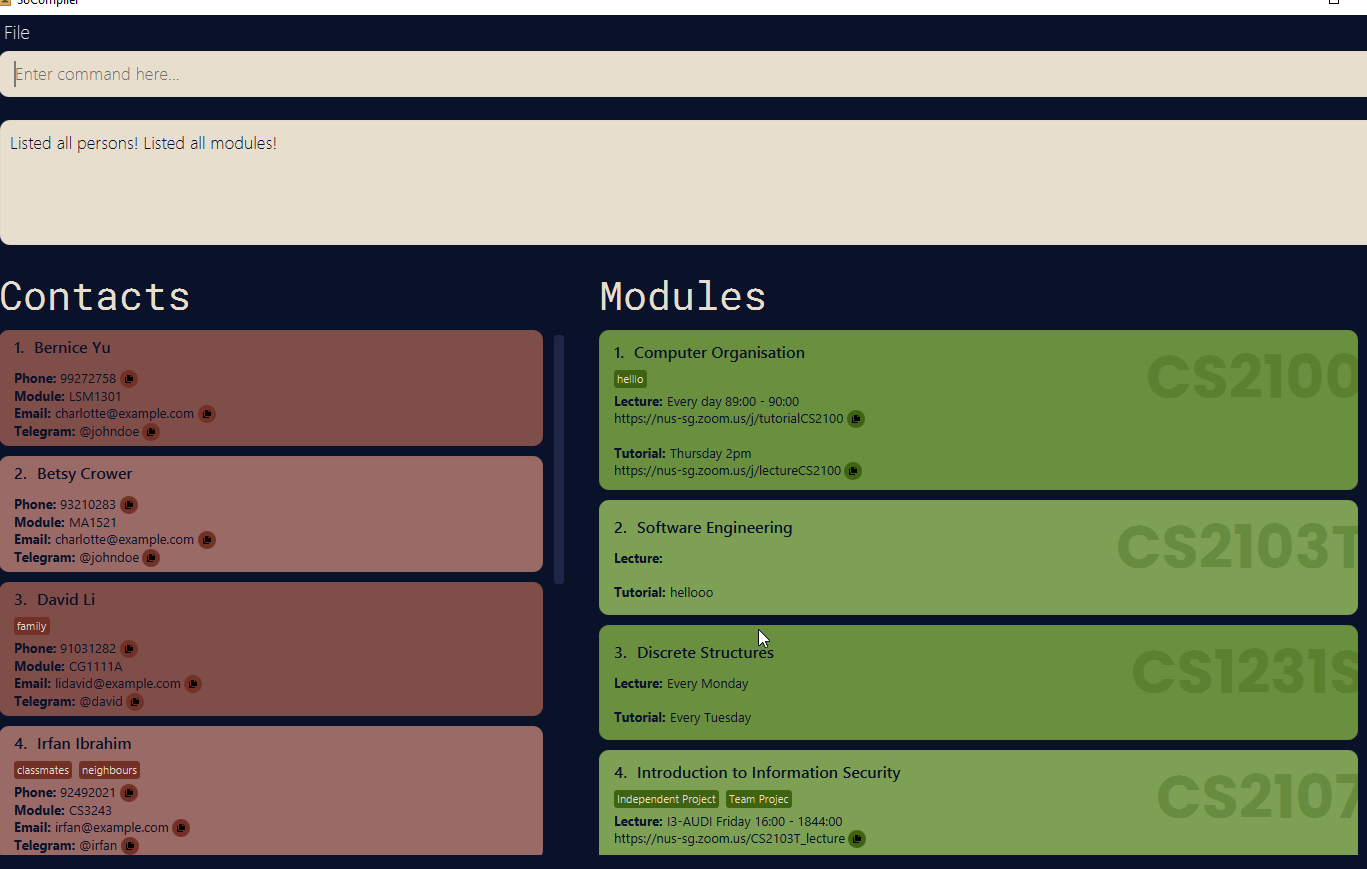 SoCompiler
File
Enter command here...
Listed all persons! Listed all modules!
Contacts
1. Bernice Yu
Phone: 99272758
Module: LSM1301
Email: charlotte@example.com
Telegram: @johndoe
2. Betsy Crower
Phone: 93210283
Module: MA1521
Email: charlotte@example.com
Telegram: @johndoe
3. David Li
family
Phone: 91031282
Module: CG1111A
Email: lidavid@example.com
Telegram: @david
4. Irfan Ibrahim
classmates neighbours
Phone: 92492021
Module: CS3243
Email: irfan@example.com
Telegram: @irfan
Modules
1. Computer Organisation
CS2100
helllo
Lecture: Every day 89:00 - 90:00
https://nus-sg.zoom.us/j/tutorialCS2100
Tutorial: Thursday 2pm
https://nus-sg.zoom.us/j/lectureCS2100
2. Software Engineering
CS2103T
Lecture:
Tutorial: hellooo
3. Discrete Structures
CS1231S
Lecture: Every Monday
Tutorial: Every Tuesday
4. Introduction to Information Security
CS2107
Independent Project Team Projec
Lecture: I3-AUDI Friday 16:00 - 1844:00
https://nus-sg.zoom.us/CS2103T_lecture